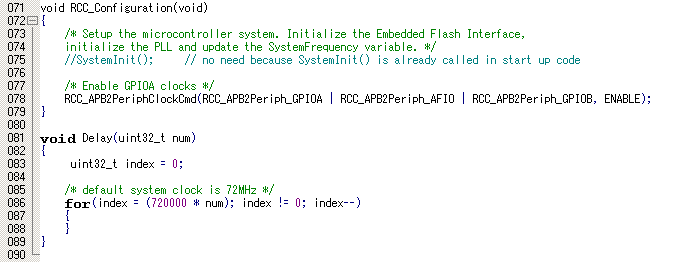 071 void RCC_Configuration(void)
072 {
073     /* Setup the microcontroller system. Initialize the Embedded Flash Interface,
074     initialize the PLL and update the SystemFrequency variable. */
075     //SystemInit();    // no need because SystemInit() is already called in start up code
076
077     /* Enable GPIOA clocks */
078     RCC_APB2PeriphClockCmd(RCC_APB2Periph_GPIOA | RCC_APB2Periph_AFIO | RCC_APB2Periph_GPIOB, ENABLE);
079 }
080
081 void Delay(uint32_t num)
082 {
083      uint32_t index = 0;
084
085     /* default system clock is 72MHz */
086     for(index = (720000 * num); index != 0; index--)
087     {
088     }
089 }
090